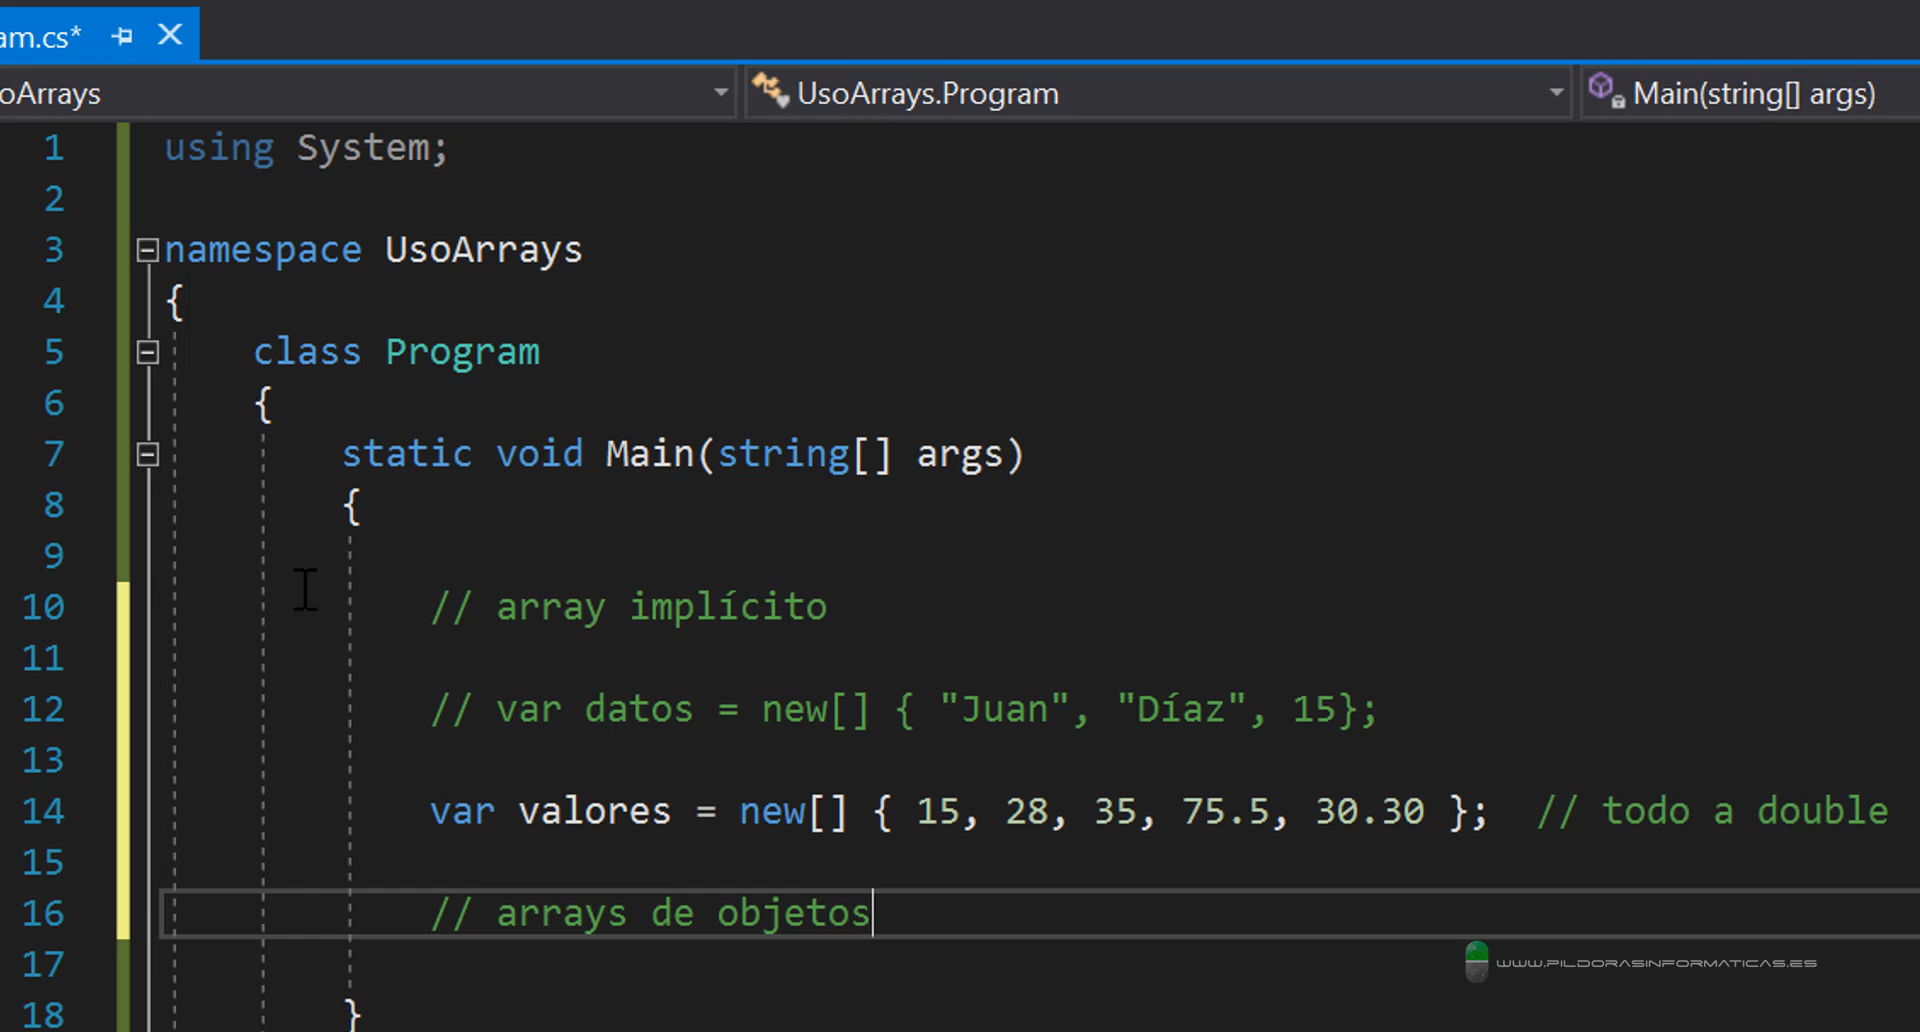 am.cs*
oArrays UsoArrays.Program Main(string[] args)
1 using System;
2
3 namespace UsoArrays
4 {
5 class Program
6 {
7 static void Main(string[] args)
8 {
9
10 // array implícito
11
12 // var datos = new[] { "Juan", "Díaz", 15};
13
14 var valores = new[] { 15, 28, 35, 75.5, 30.30 }; // todo a double
15
16 // arrays de objetos
17
WWW.PILDORASINFORMATICAS.ES
18 }